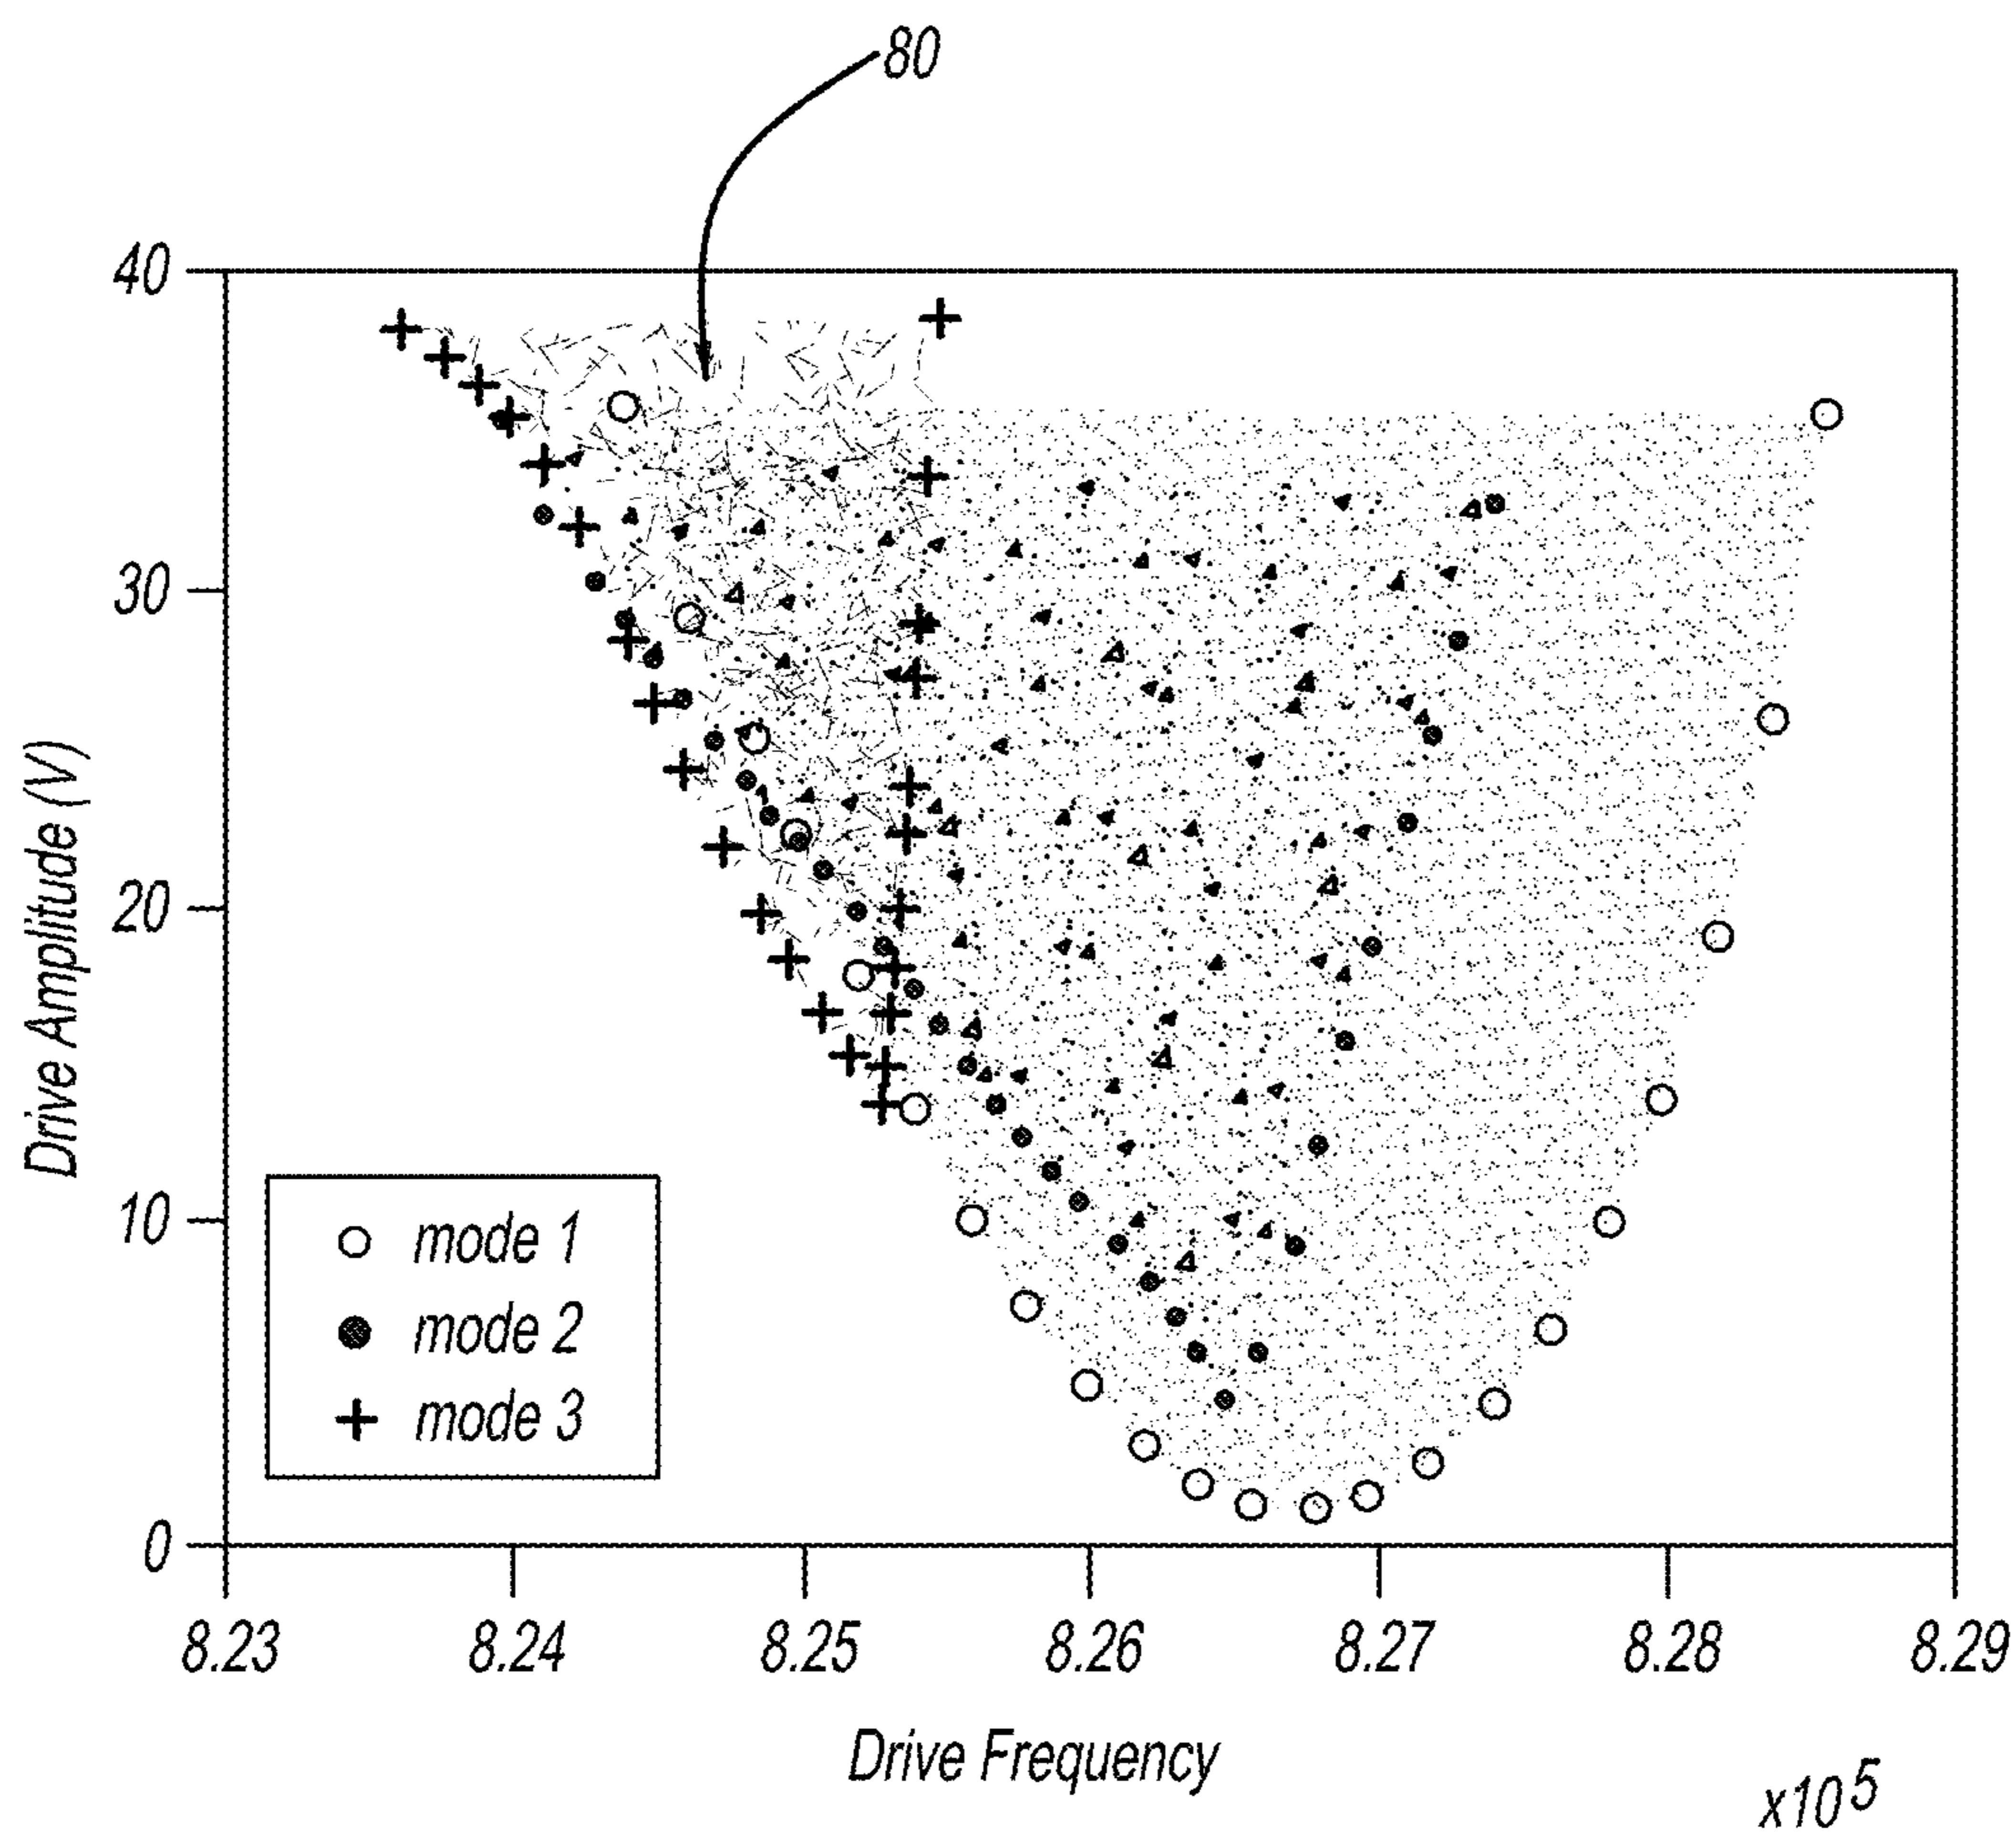 80
40
30
20
10
0
Drive Amplitude (V)
mode 1
mode 2
mode 3
8.23 8.24 8.25 8.26 8.27 8.28 8.29
Drive Frequency
x10^5